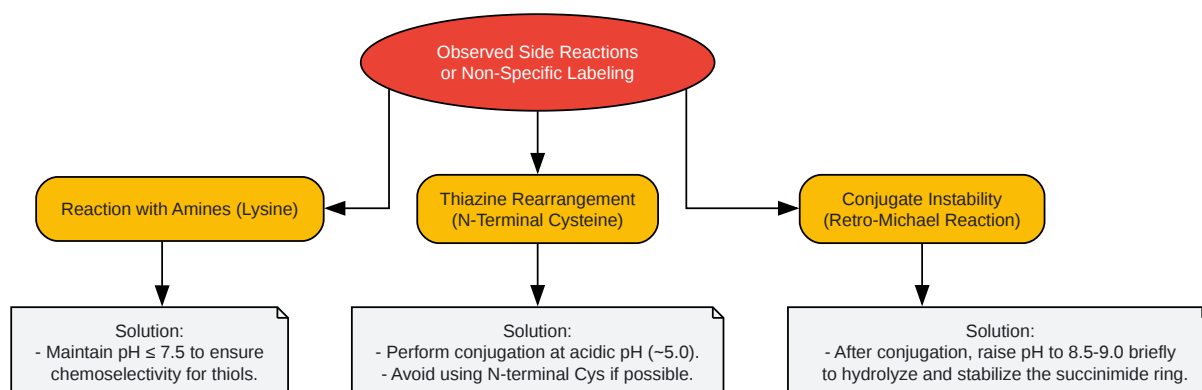 Observed Side Reactions
or Non-Specific Labeling
Reaction with Amines (Lysine)
Thiazine Rearrangement
(N-Terminal Cysteine)
Conjugate Instability
(Retro-Michael Reaction)
Solution:
- Maintain pH ≤ 7.5 to ensure
chemoselectivity for thiols.
Solution:
- Perform conjugation at acidic pH (~5.0).
- Avoid using N-terminal Cys if possible.
Solution:
- After conjugation, raise pH to 8.5-9.0 briefly
to hydrolyze and stabilize the succinimide ring.